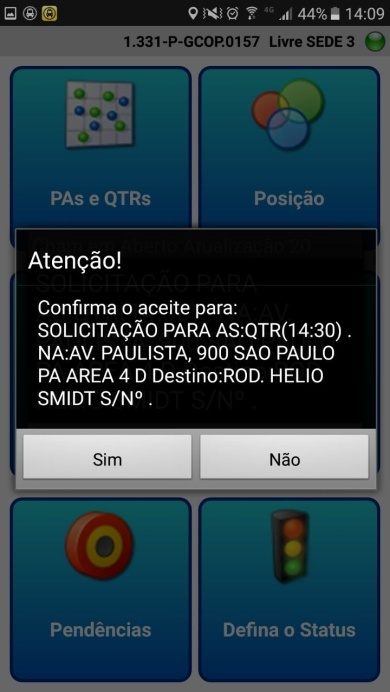 4G 44% 14:09
1.331-P-GCOP.0157 Livre SEDE 3
PAs e QTRs
Posição
Atenção!
Confirma o aceite para:
SOLICITAÇÃO PARA AS:QTR(14:30) .
NA:AV. PAULISTA, 900 SAO PAULO
PA AREA 4 D Destino:ROD. HELIO
SMIDT S/Nº .
Sim
Não
Pendências
Defina o Status